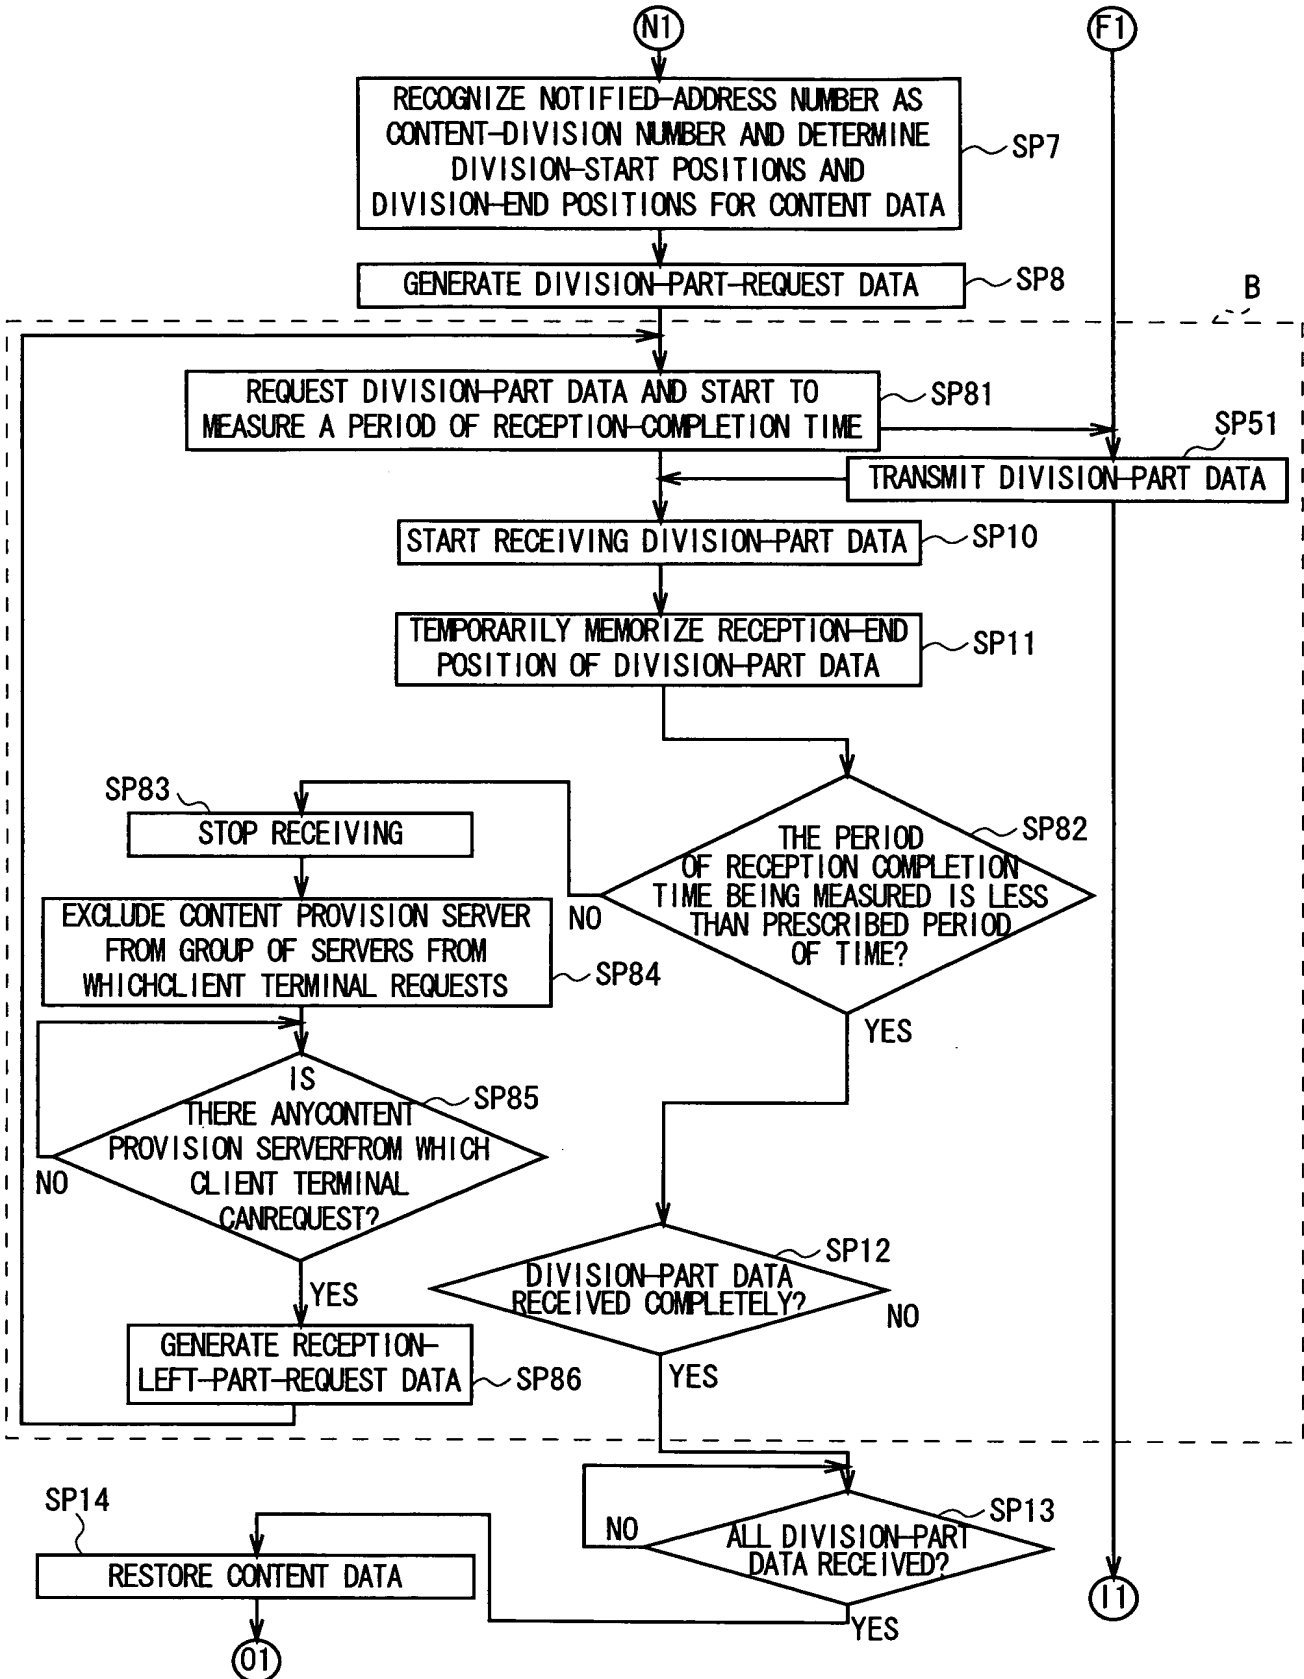 N1
F1
RECOGNIZE NOTIFIED-ADDRESS NUMBER AS
CONTENT-DIVISION NUMBER AND DETERMINE
DIVISION-START POSITIONS AND
DIVISION-END POSITIONS FOR CONTENT DATA
SP7
GENERATE DIVISION-PART-REQUEST DATA
SP8
B
REQUEST DIVISION-PART DATA AND START TO
MEASURE A PERIOD OF RECEPTION-COMPLETION TIME
SP81
SP51
TRANSMIT DIVISION-PART DATA
START RECEIVING DIVISION-PART DATA
SP10
TEMPORARILY MEMORIZE RECEPTION-END
POSITION OF DIVISION-PART DATA
SP11
SP83
STOP RECEIVING
SP82
THE PERIOD
OF RECEPTION COMPLETION
TIME BEING MEASURED IS LESS
THAN PRESCRIBED PERIOD
OF TIME?
NO
YES
EXCLUDE CONTENT PROVISION SERVER
FROM GROUP OF SERVERS FROM
WHICHCLIENT TERMINAL REQUESTS
SP84
IS
THERE ANYCONTENT
PROVISION SERVERFROM WHICH
CLIENT TERMINAL
CANREQUEST?
SP85
NO
YES
SP12
DIVISION-PART DATA
RECEIVED COMPLETELY?
NO
YES
GENERATE RECEPTION-
LEFT-PART-REQUEST DATA
SP86
SP13
ALL DIVISION-PART
DATA RECEIVED?
NO
YES
SP14
RESTORE CONTENT DATA
I1
O1